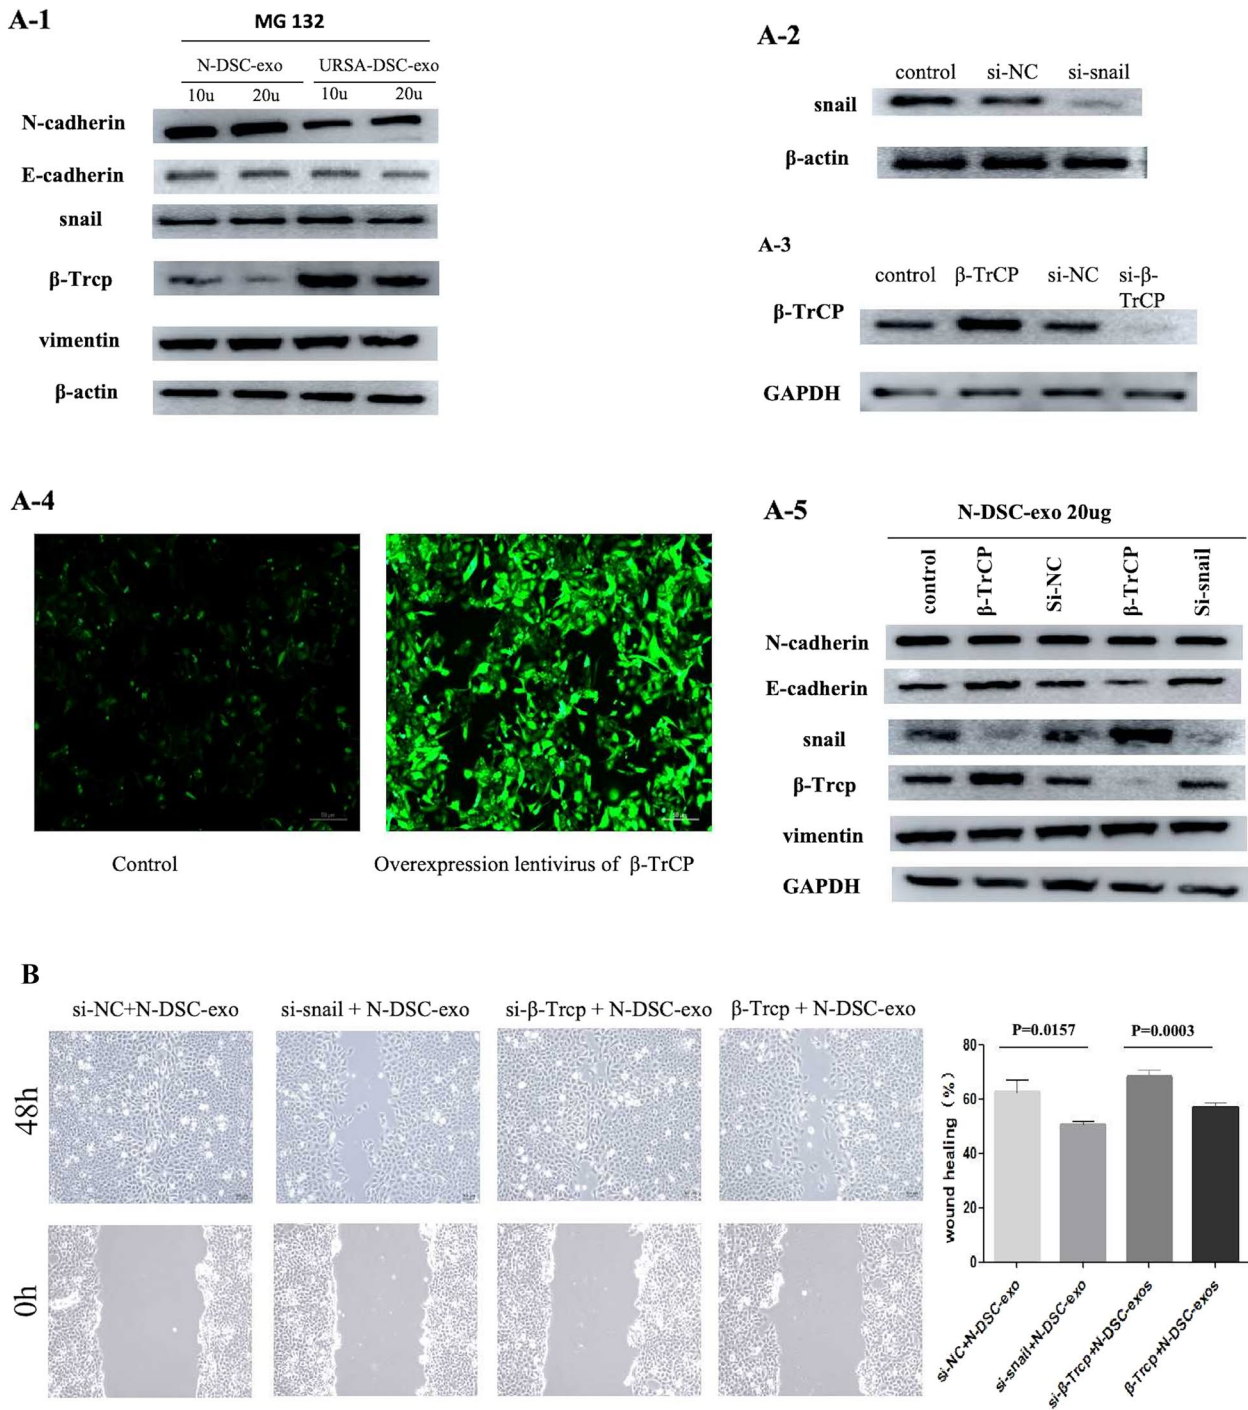 A-1
MG 132
N-DSC-exo URSA-DSC-exo
10u 20u 10u 20u
N-cadherin
E-cadherin
snail
β-Trcp
vimentin
β-actin
A-2
control si-NC si-snail
snail
β-actin
A-3
control β-TrCP si-NC si-β-
TrCP
β-TrCP
GAPDH
A-4
Control
Overexpression lentivirus of β-TrCP
A-5
N-DSC-exo 20ug
control β-TrCP Si-NC β-TrCP Si-snail
N-cadherin
E-cadherin
snail
β-Trcp
vimentin
GAPDH
B
si-NC+N-DSC-exo si-snail + N-DSC-exo si-β-Trcp + N-DSC-exo β-Trcp + N-DSC-exo
48h
0h
P=0.0157 P=0.0003
wound healing (%)
80
60
40
20
0
si-NC+N-DSC-exo
si-snail+N-DSC-exo
si-β-Trcp+N-DSC-exos
β-Trcp+N-DSC-exos